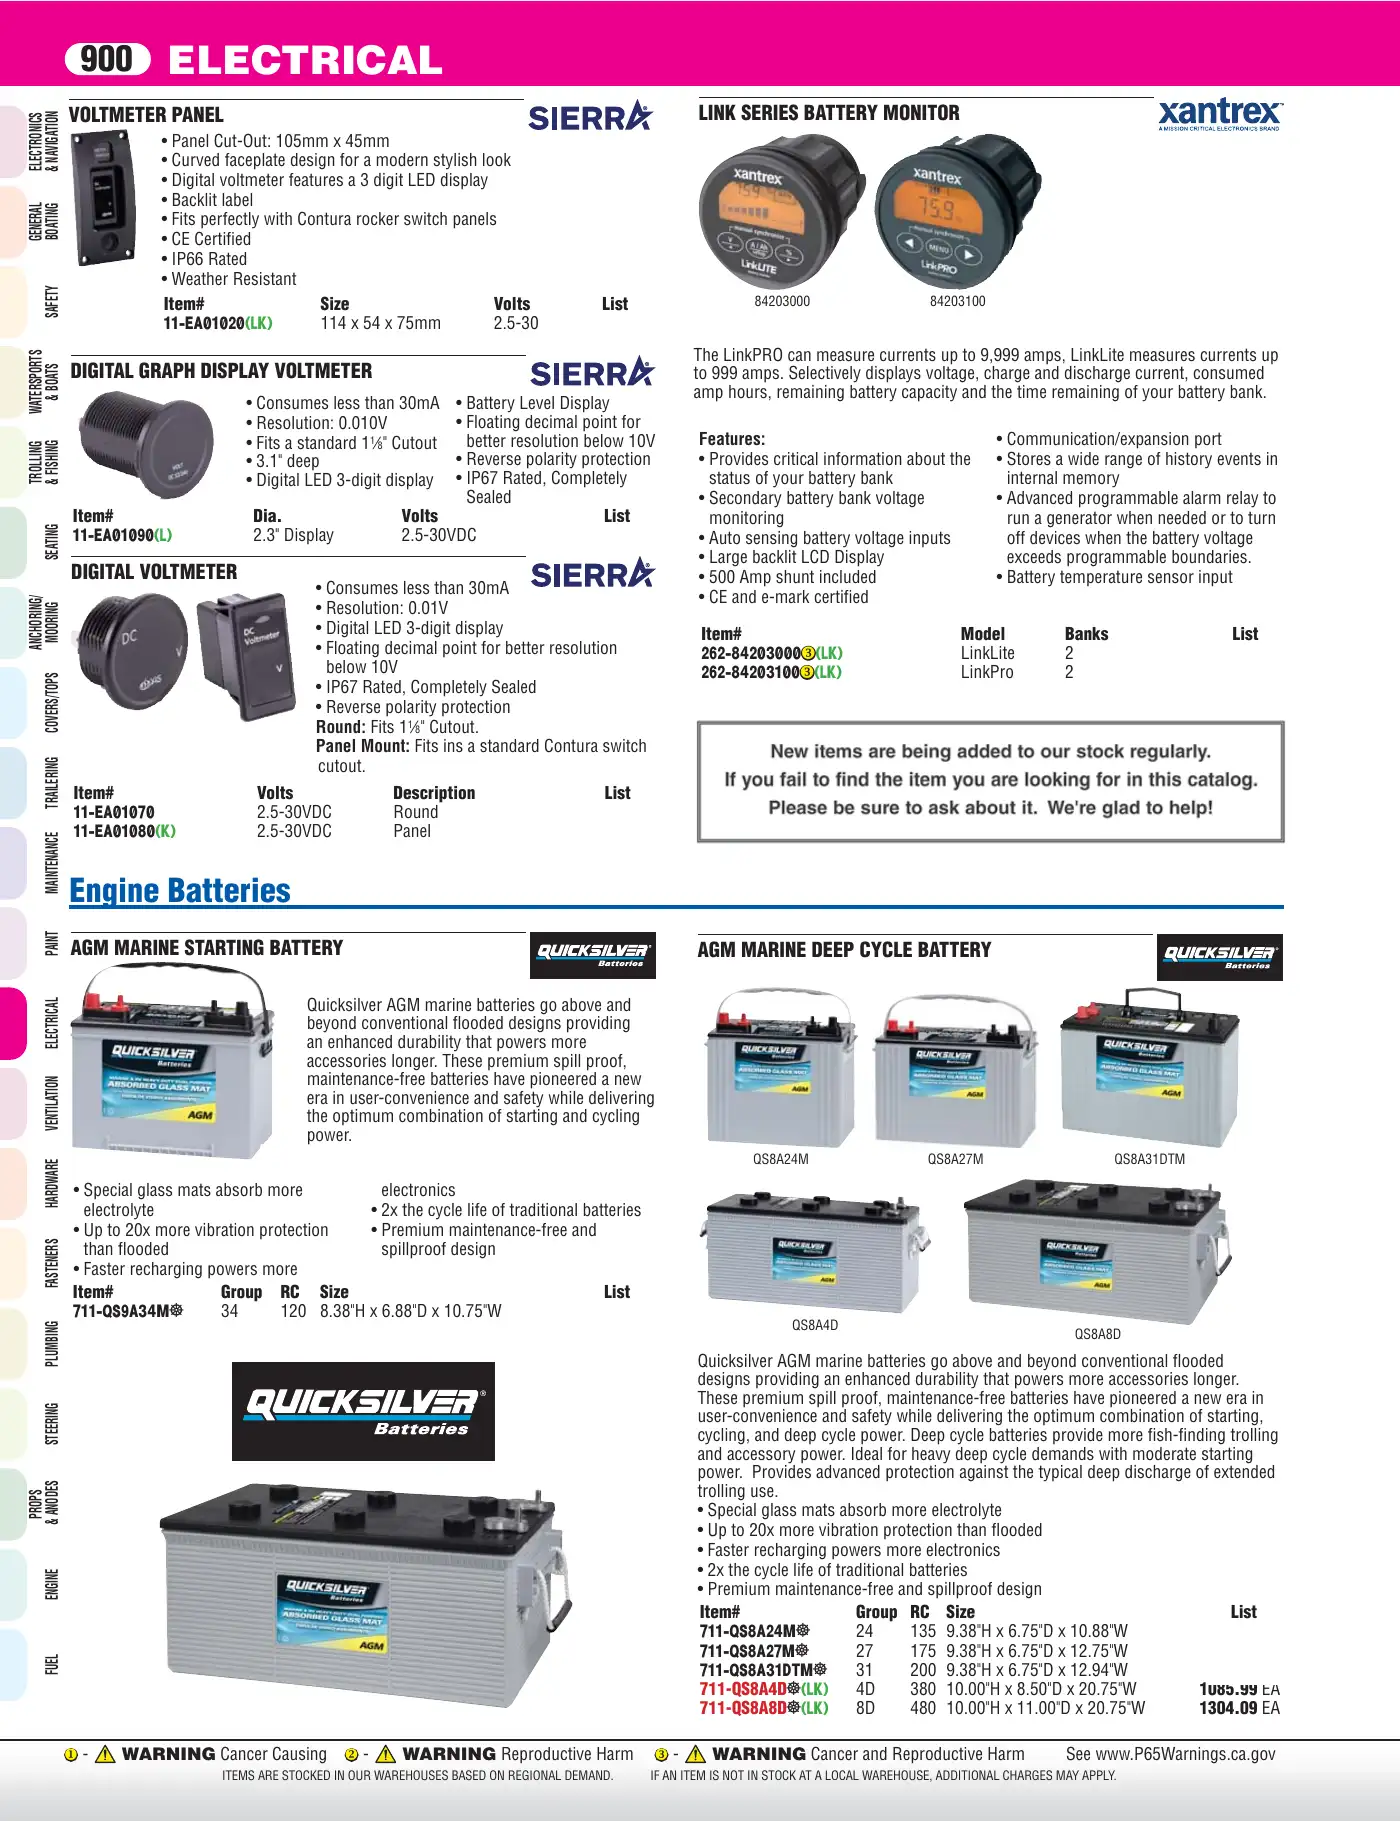 900 ELECTRICAL
ELECTRONICS
& NAVIGATION
GENERAL
BOATING
SAFETY
WATERSPORTS
& BOATS
TROLLING
& FISHING
SEATING
ANCHORING/
MOORING
COVERS/TOPS
TRAILERING
MAINTENANCE
PAINT
ELECTRICAL
VENTILATION
HARDWARE
FASTENERS
PLUMBING
STEERING
PROPS
& ANODES
ENGINE
FUEL
VOLTMETER PANEL
SIERRA
• Panel Cut-Out: 105mm x 45mm
• Curved faceplate design for a modern stylish look
• Digital voltmeter features a 3 digit LED display
• Backlit label
• Fits perfectly with Contura rocker switch panels
• CE Certified
• IP66 Rated
• Weather Resistant
Item# Size Volts List
11-EA01020(LK) 114 x 54 x 75mm 2.5-30
DIGITAL GRAPH DISPLAY VOLTMETER
SIERRA
• Consumes less than 30mA
• Resolution: 0.010V
• Fits a standard 1⅛" Cutout
• 3.1" deep
• Digital LED 3-digit display
• Battery Level Display
• Floating decimal point for
better resolution below 10V
• Reverse polarity protection
• IP67 Rated, Completely
Sealed
Item# Dia. Volts List
11-EA01090(L) 2.3" Display 2.5-30VDC
DIGITAL VOLTMETER
SIERRA
DC
V
DC
Voltmeter
V
• Consumes less than 30mA
• Resolution: 0.01V
• Digital LED 3-digit display
• Floating decimal point for better resolution
below 10V
• IP67 Rated, Completely Sealed
• Reverse polarity protection
Round: Fits 1⅛" Cutout.
Panel Mount: Fits ins a standard Contura switch
cutout.
Item# Volts Description List
11-EA01070 2.5-30VDC Round
11-EA01080(K) 2.5-30VDC Panel
LINK SERIES BATTERY MONITOR
xantrex
A MISSION CRITICAL ELECTRONICS BRAND
xantrex
LinkLITE
xantrex
75.9
MENU
LinkPRO
84203000
84203100
The LinkPRO can measure currents up to 9,999 amps, LinkLite measures currents up
to 999 amps. Selectively displays voltage, charge and discharge current, consumed
amp hours, remaining battery capacity and the time remaining of your battery bank.
Features:
• Provides critical information about the
status of your battery bank
• Secondary battery bank voltage
monitoring
• Auto sensing battery voltage inputs
• Large backlit LCD Display
• 500 Amp shunt included
• CE and e-mark certified
• Communication/expansion port
• Stores a wide range of history events in
internal memory
• Advanced programmable alarm relay to
run a generator when needed or to turn
off devices when the battery voltage
exceeds programmable boundaries.
• Battery temperature sensor input
Item# Model Banks List
262-84203000 3 (LK) LinkLite 2
262-84203100 3 (LK) LinkPro 2
New items are being added to our stock regularly.
If you fail to find the item you are looking for in this catalog.
Please be sure to ask about it. We're glad to help!
Engine Batteries
AGM MARINE STARTING BATTERY
QUICKSILVER
Batteries
QUICKSILVER
Batteries
ABSORBED GLASS MAT
AGM
Quicksilver AGM marine batteries go above and
beyond conventional flooded designs providing
an enhanced durability that powers more
accessories longer. These premium spill proof,
maintenance-free batteries have pioneered a new
era in user-convenience and safety while delivering
the optimum combination of starting and cycling
power.
• Special glass mats absorb more
electrolyte
• Up to 20x more vibration protection
than flooded
• Faster recharging powers more
electronics
• 2x the cycle life of traditional batteries
• Premium maintenance-free and
spillproof design
Item# Group RC Size List
711-QS9A34M 34 120 8.38"H x 6.88"D x 10.75"W
QUICKSILVER
Batteries
QUICKSILVER
Batteries
ABSORBED GLASS MAT
AGM
AGM MARINE DEEP CYCLE BATTERY
QUICKSILVER
Batteries
QS8A24M
QS8A27M
QS8A31DTM
QS8A4D
QS8A8D
Quicksilver AGM marine batteries go above and beyond conventional flooded
designs providing an enhanced durability that powers more accessories longer.
These premium spill proof, maintenance-free batteries have pioneered a new era in
user-convenience and safety while delivering the optimum combination of starting,
cycling, and deep cycle power. Deep cycle batteries provide more fish-finding trolling
and accessory power. Ideal for heavy deep cycle demands with moderate starting
power. Provides advanced protection against the typical deep discharge of extended
trolling use.
• Special glass mats absorb more electrolyte
• Up to 20x more vibration protection than flooded
• Faster recharging powers more electronics
• 2x the cycle life of traditional batteries
• Premium maintenance-free and spillproof design
Item# Group RC Size List
711-QS8A24M 24 135 9.38"H x 6.75"D x 10.88"W
711-QS8A27M 27 175 9.38"H x 6.75"D x 12.75"W
711-QS8A31DTM 31 200 9.38"H x 6.75"D x 12.94"W
711-QS8A4D (LK) 4D 380 10.00"H x 8.50"D x 20.75"W 1085.99 EA
711-QS8A8D (LK) 8D 480 10.00"H x 11.00"D x 20.75"W 1304.09 EA
1 - WARNING Cancer Causing 2 - WARNING Reproductive Harm 3 - WARNING Cancer and Reproductive Harm See www.P65Warnings.ca.gov
ITEMS ARE STOCKED IN OUR WAREHOUSES BASED ON REGIONAL DEMAND. IF AN ITEM IS NOT IN STOCK AT A LOCAL WAREHOUSE, ADDITIONAL CHARGES MAY APPLY.